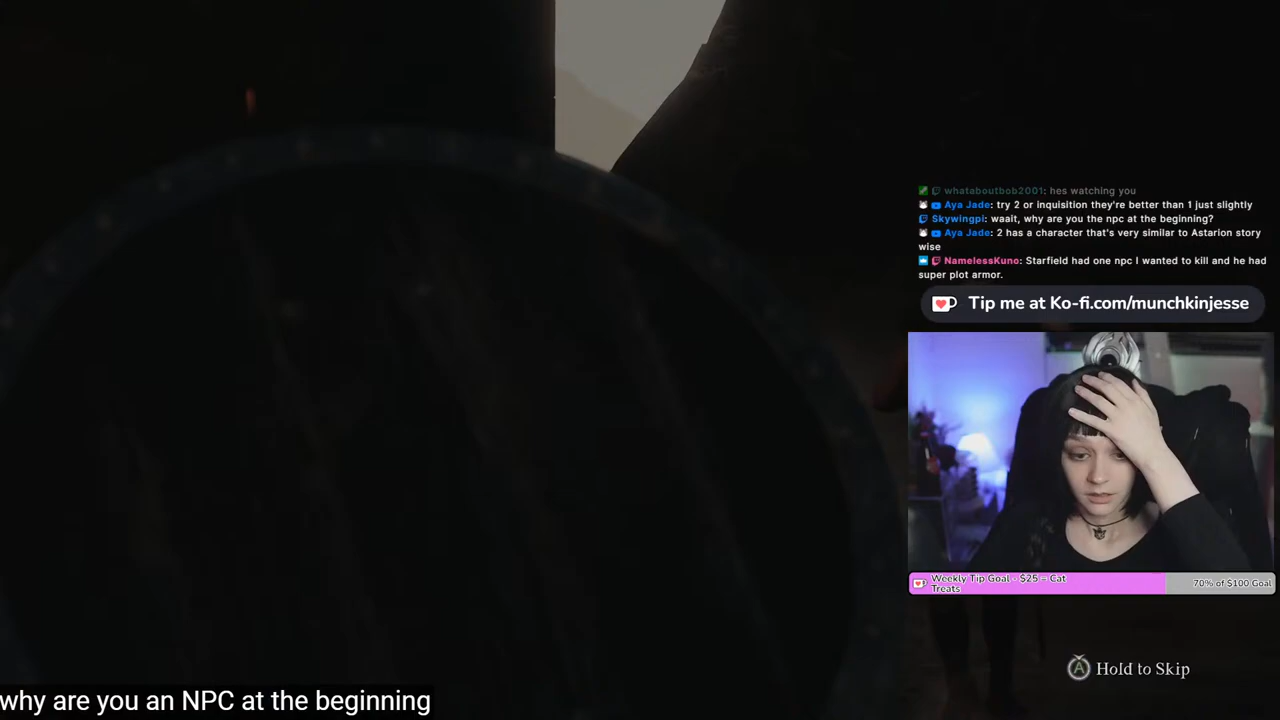 whataboutbob2001: hes watching you
Aya Jade: try 2 or inquisition they're better than 1 just slightly
Skywingpi: waait, why are you the npc at the beginning?
Aya Jade: 2 has a character that's very similar to Astarion story
wise
NamelessKuno: Starfield had one npc I wanted to kill and he had
super plot armor.
Tip me at Ko-fi.com/munchkinjesse
Weekly Tip Goal - $25 = Cat
Treats
70% of $100 Goal
A Hold to Skip
why are you an NPC at the beginning